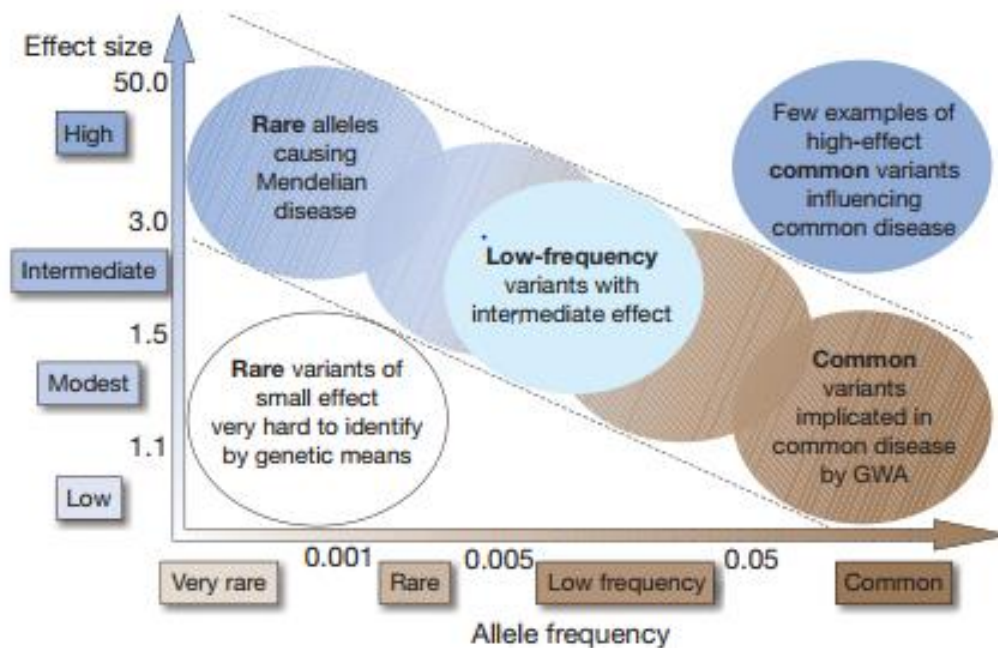 Effect size
50.0
High
3.0
Intermediate
1.5
Modest
1.1
Low
Rare alleles
causing
Mendelian
disease
Few examples of
high-effect
common variants
influencing
common disease
Low-frequency
variants with
intermediate effect
Rare variants of
small effect
very hard to identify
by genetic means
Common
variants
implicated in
common disease
by GWA
0.001
0.005
0.05
Very rare
Rare
Low frequency
Common
Allele frequency